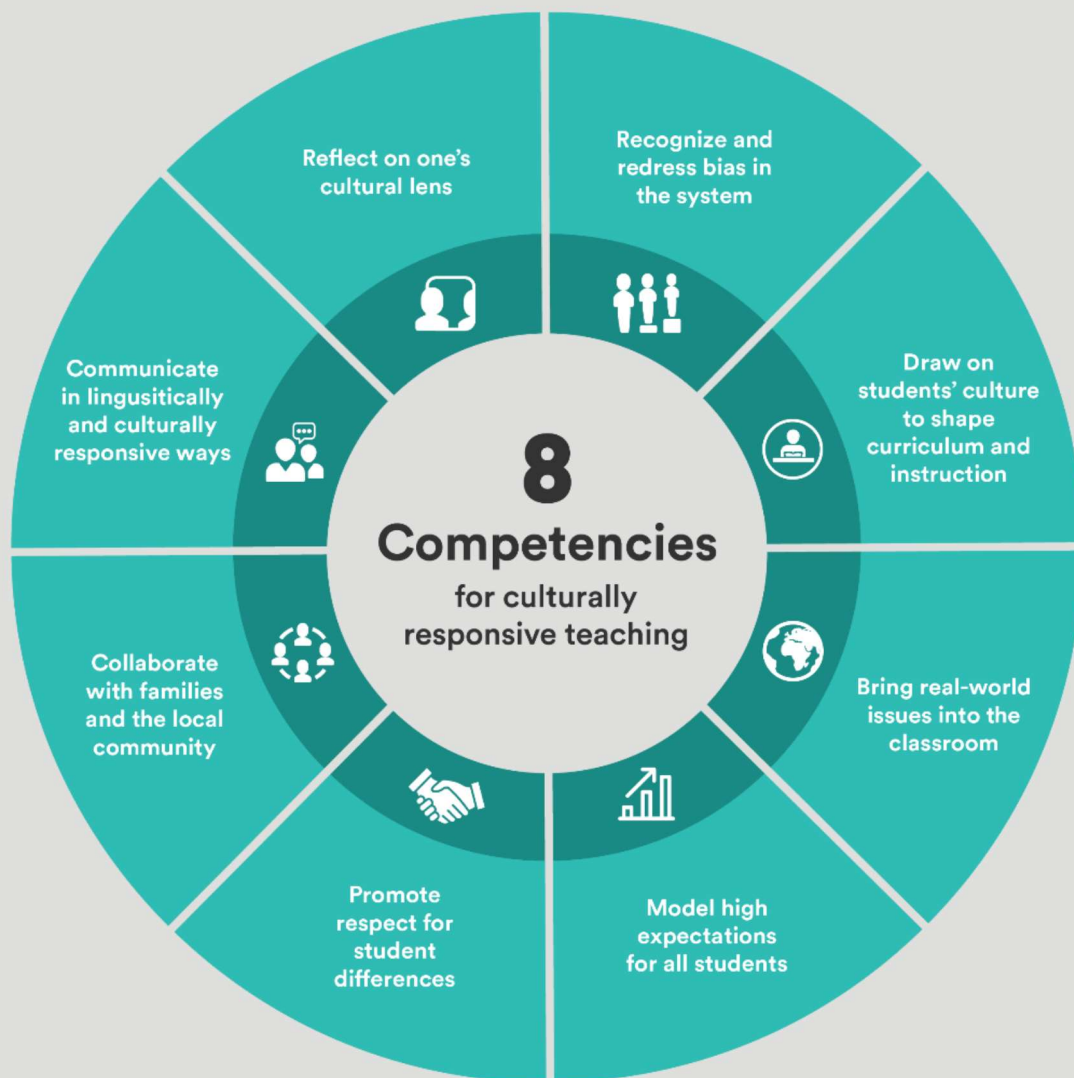 8
Competencies
for culturally
responsive teaching
Reflect on one's
cultural lens
Recognize and
redress bias in
the system
Draw on
students' culture
to shape
curriculum and
instruction
Bring real-world
issues into the
classroom
Model high
expectations
for all students
Promote
respect for
student
differences
Collaborate
with families
and the local
community
Communicate
in lingusitically
and culturally
responsive ways